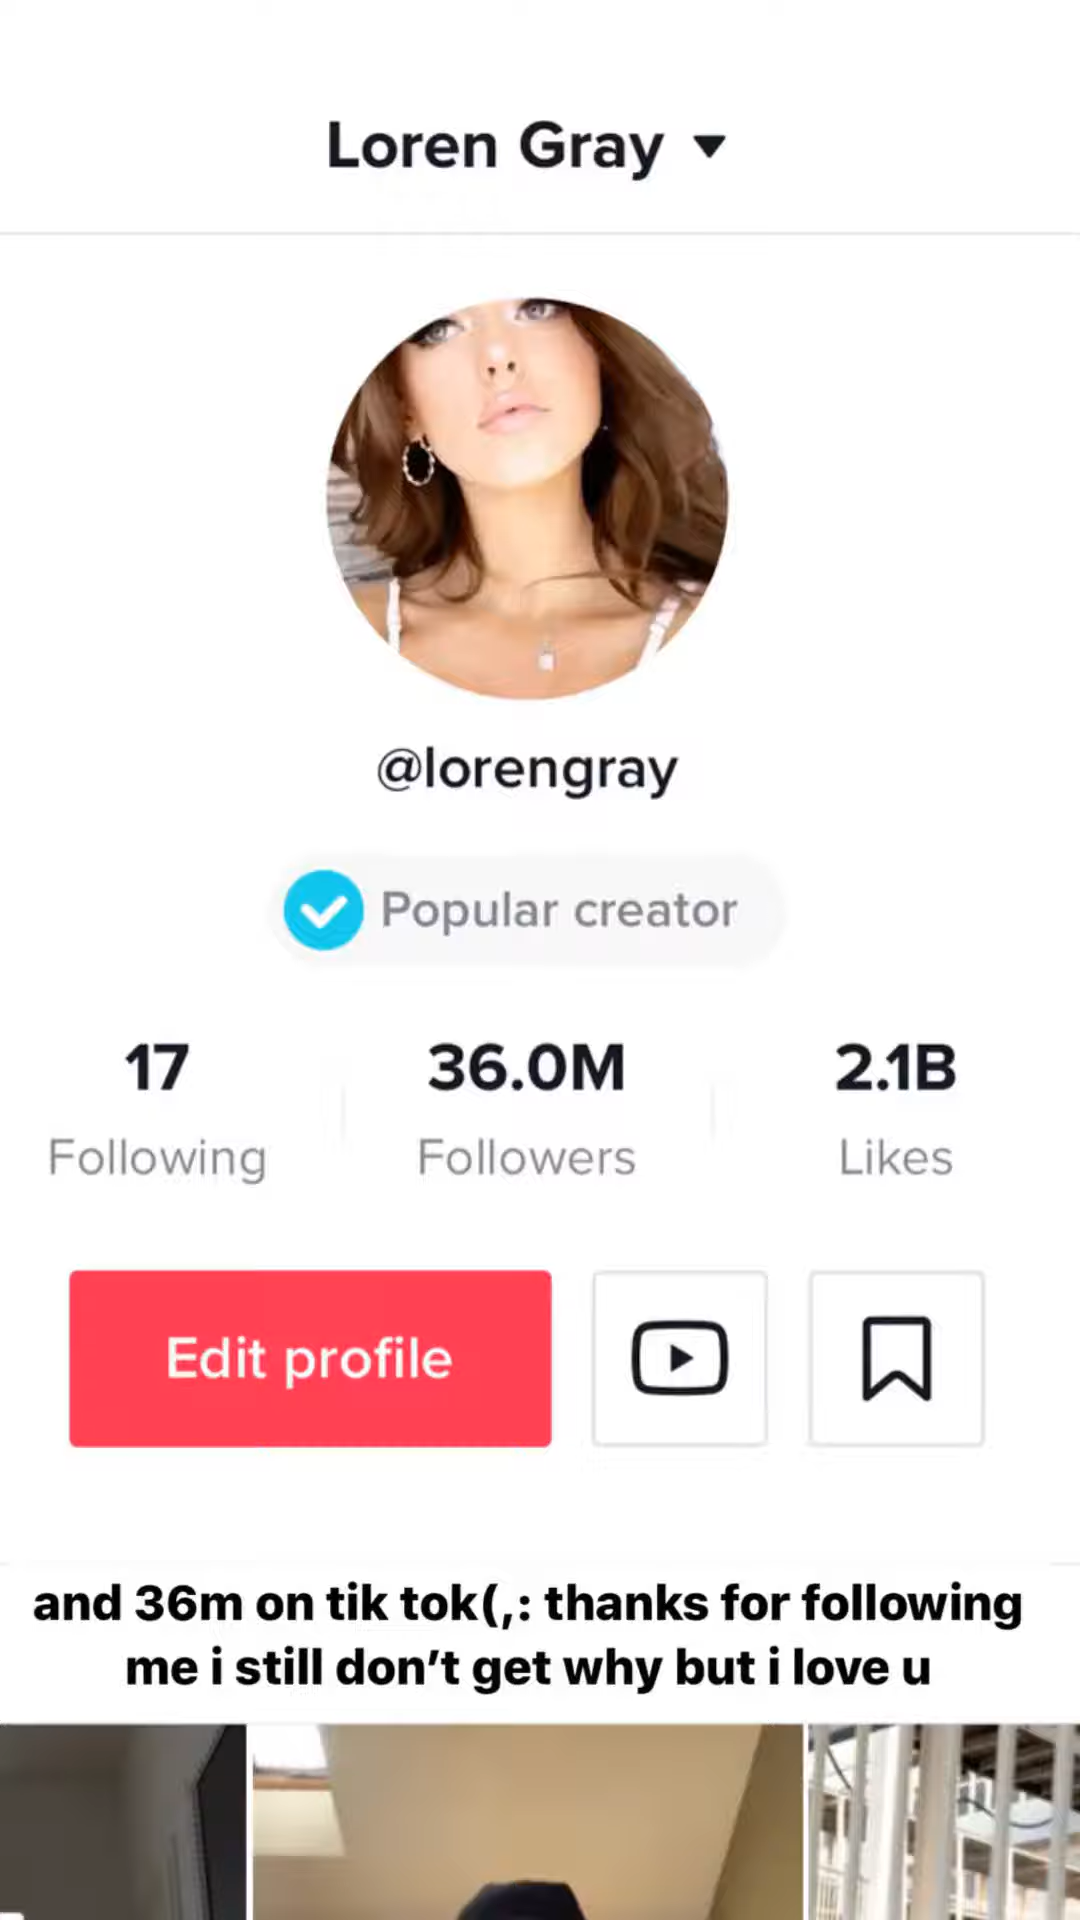 Loren Gray
@lorengray
Popular creator
17 36.0M 2.1B
Following Followers Likes
Edit profile
and 36m on tik tok(,: thanks for following
me i still don’t get why but i love u